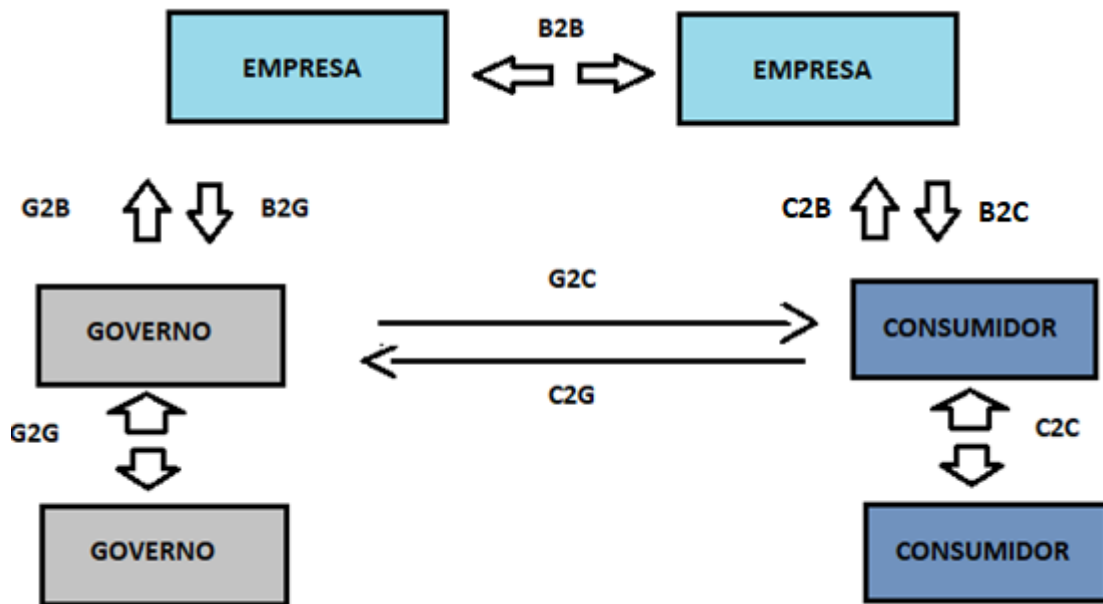 B2B
EMPRESA
EMPRESA
G2B
B2G
C2B
B2C
G2C
GOVERNO
CONSUMIDOR
C2G
G2G
C2C
GOVERNO
CONSUMIDOR